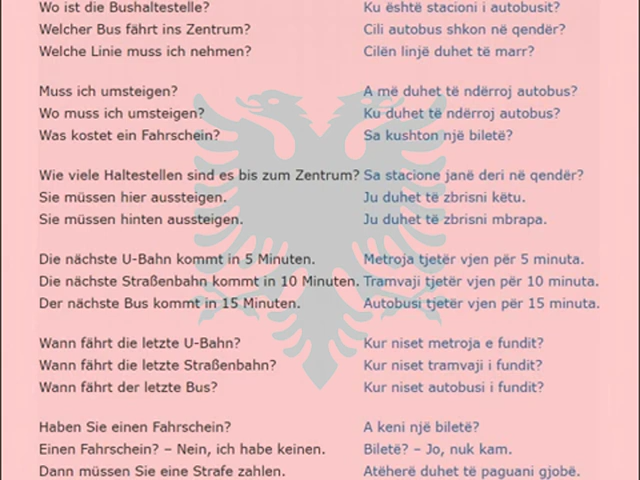 Wo ist die Bushaltestelle? Ku është stacioni i autobusit?
Welcher Bus fährt ins Zentrum? Cili autobus shkon në qendër?
Welche Linie muss ich nehmen? Cilën linjë duhet të marr?
Muss ich umsteigen? A më duhet të ndërroj autobus?
Wo muss ich umsteigen? Ku duhet të ndërroj autobus?
Was kostet ein Fahrschein? Sa kushton një biletë?
Wie viele Haltestellen sind es bis zum Zentrum? Sa stacione janë deri në qendër?
Sie müssen hier aussteigen. Ju duhet të zbrisni këtu.
Sie müssen hinten aussteigen. Ju duhet të zbrisni mbrapa.
Die nächste U-Bahn kommt in 5 Minuten. Metroja tjetër vjen për 5 minuta.
Die nächste Straßenbahn kommt in 10 Minuten. Tramvaji tjetër vjen për 10 minuta.
Der nächste Bus kommt in 15 Minuten. Autobusi tjetër vjen për 15 minuta.
Wann fährt die letzte U-Bahn? Kur niset metroja e fundit?
Wann fährt die letzte Straßenbahn? Kur niset tramvaji i fundit?
Wann fährt der letzte Bus? Kur niset autobusi i fundit?
Haben Sie einen Fahrschein? A keni një biletë?
Einen Fahrschein? – Nein, ich habe keinen. Biletë? – Jo, nuk kam.
Dann müssen Sie eine Strafe zahlen. Atëherë duhet të paguani gjobë.